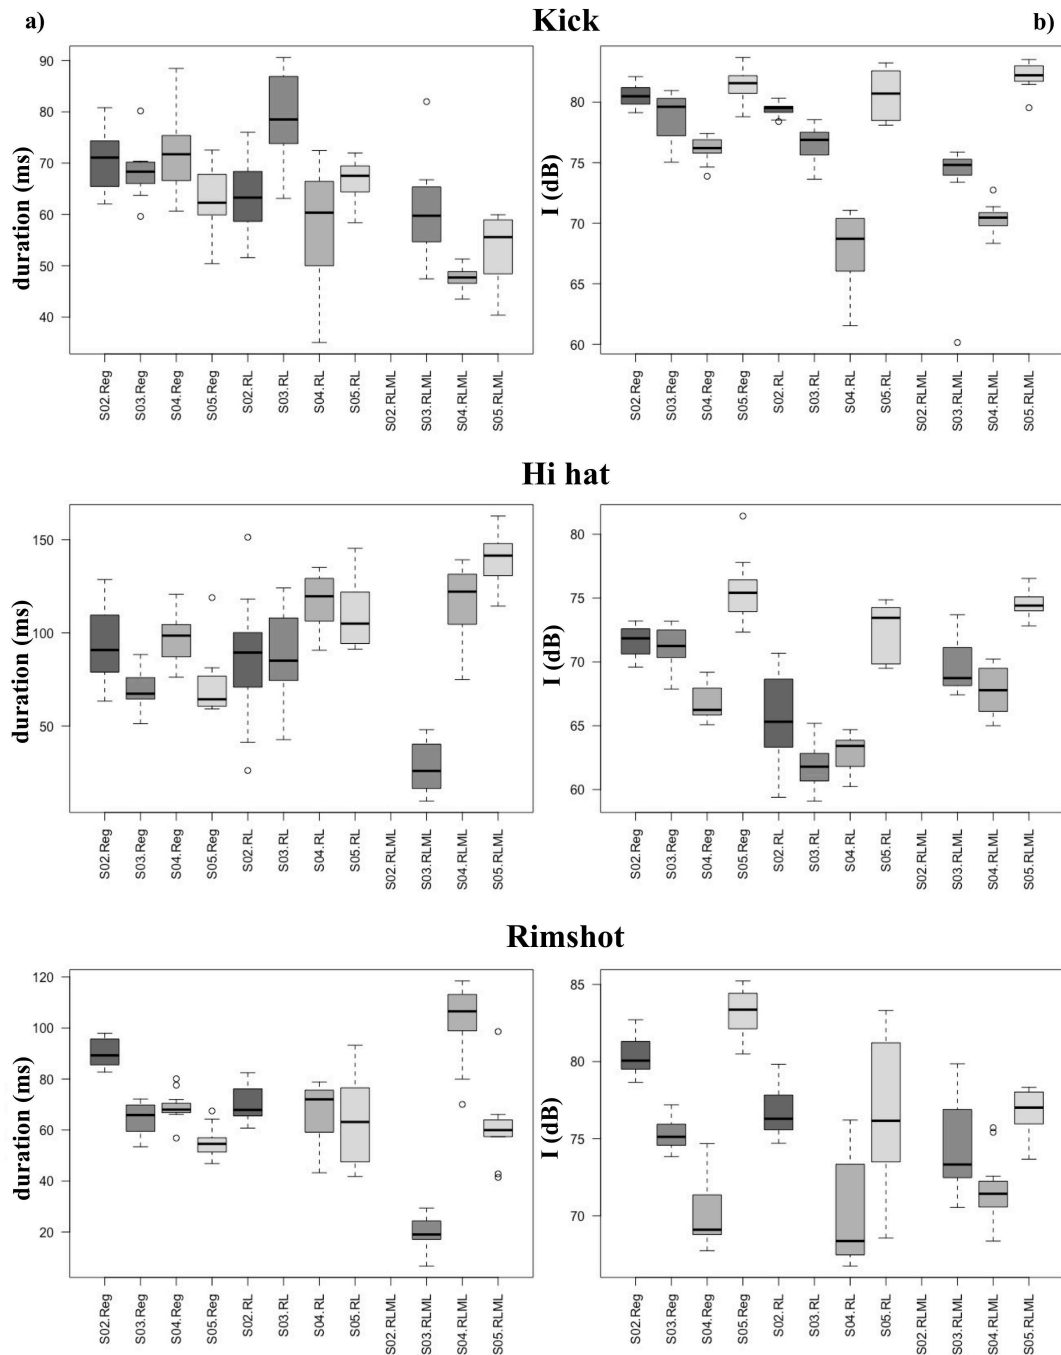 a)
Kick
b)
duration (ms)
90
80
70
60
50
40
S02.Reg
S03.Reg
S04.Reg
S05.Reg
S02.RL
S03.RL
S04.RL
S05.RL
S02.RLML
S03.RLML
S04.RLML
S05.RLML
I (dB)
80
75
70
65
60
S02.Reg
S03.Reg
S04.Reg
S05.Reg
S02.RL
S03.RL
S04.RL
S05.RL
S02.RLML
S03.RLML
S04.RLML
S05.RLML
Hi hat
duration (ms)
150
100
50
S02.Reg
S03.Reg
S04.Reg
S05.Reg
S02.RL
S03.RL
S04.RL
S05.RL
S02.RLML
S03.RLML
S04.RLML
S05.RLML
I (dB)
80
75
70
65
60
S02.Reg
S03.Reg
S04.Reg
S05.Reg
S02.RL
S03.RL
S04.RL
S05.RL
S02.RLML
S03.RLML
S04.RLML
S05.RLML
Rimshot
duration (ms)
120
100
80
60
40
20
S02.Reg
S03.Reg
S04.Reg
S05.Reg
S02.RL
S03.RL
S04.RL
S05.RL
S02.RLML
S03.RLML
S04.RLML
S05.RLML
I (dB)
85
80
75
70
S02.Reg
S03.Reg
S04.Reg
S05.Reg
S02.RL
S03.RL
S04.RL
S05.RL
S02.RLML
S03.RLML
S04.RLML
S05.RLML